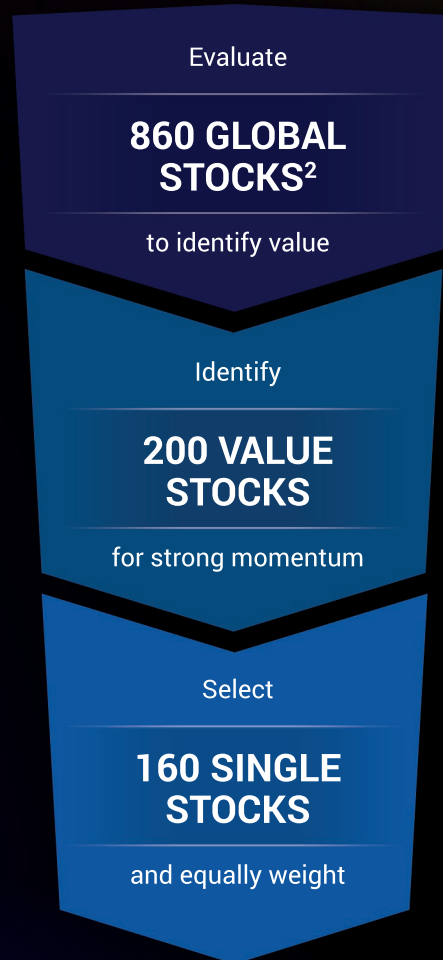 Evaluate
860 GLOBAL
STOCKS²
to identify value
Identify
200 VALUE
STOCKS
for strong momentum
Select
160 SINGLE
STOCKS
and equally weight